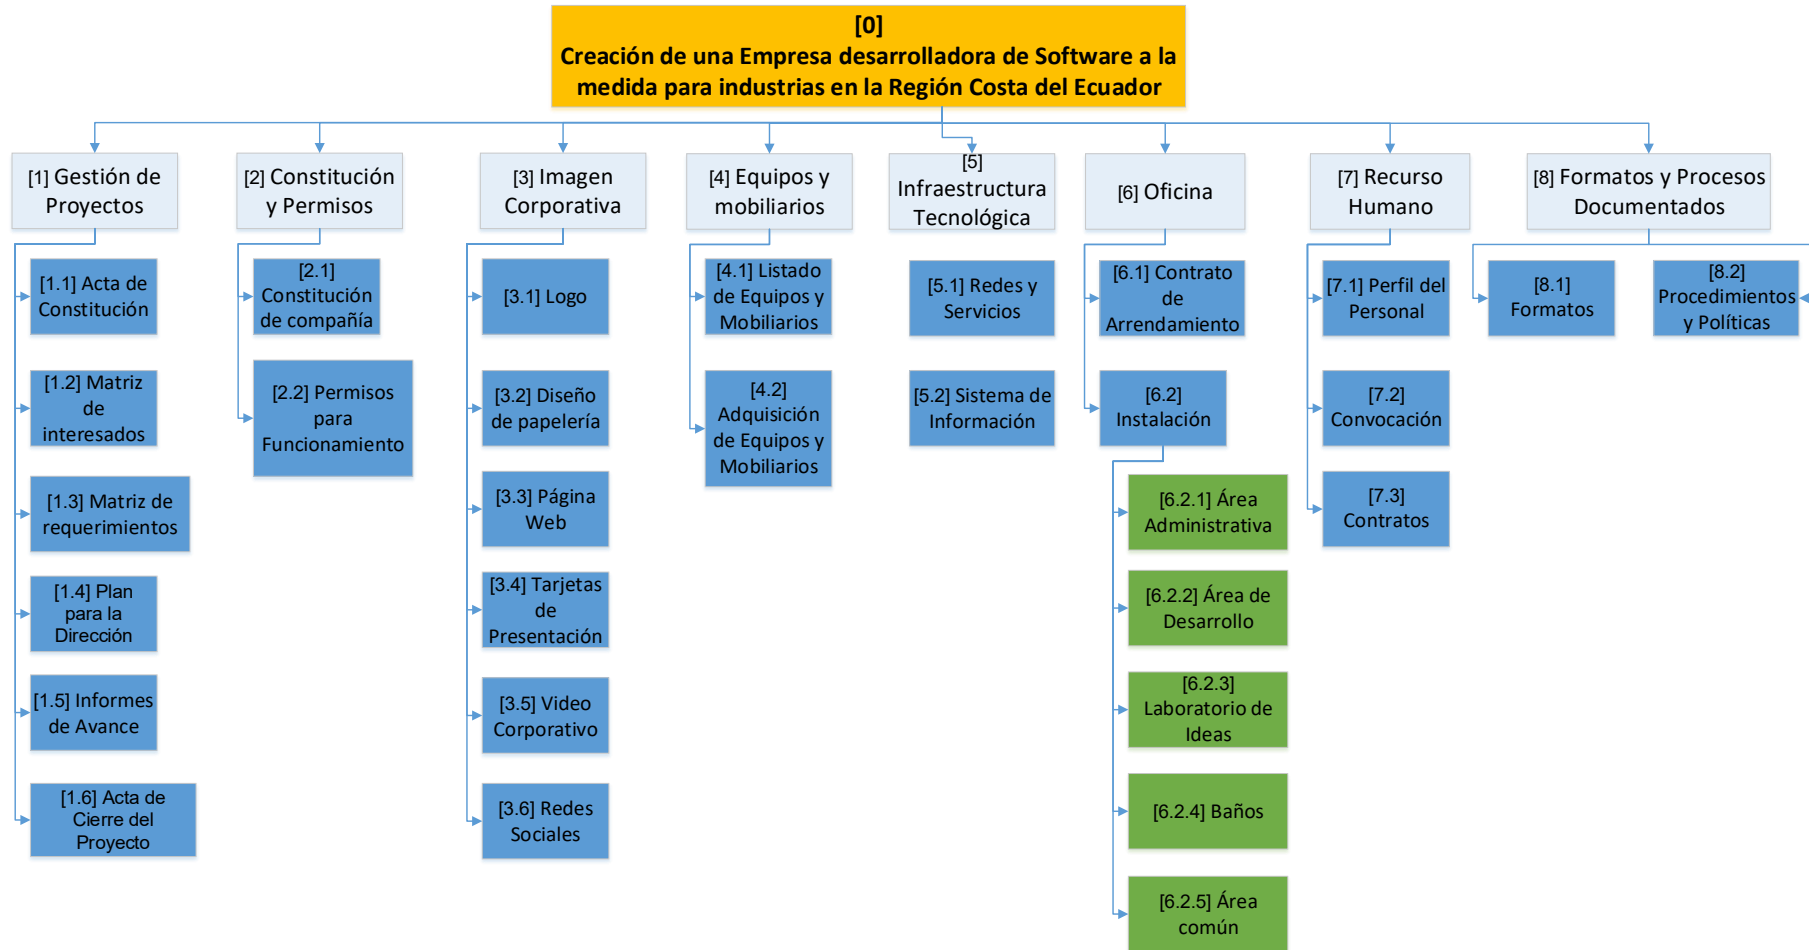 [0]
Creación de una Empresa desarrolladora de Software a la
medida para industrias en la Región Costa del Ecuador
[1] Gestión de
Proyectos
[2] Constitución
y Permisos
[3] Imagen
Corporativa
[4] Equipos y
mobiliarios
[5]
Infraestructura
Tecnológica
[6] Oficina
[7] Recurso
Humano
[8] Formatos y Procesos
Documentados
[1.1] Acta de
Constitución
[1.2] Matriz
de
interesados
[1.3] Matriz de
requerimientos
[1.4] Plan
para la
Dirección
[1.5] Informes
de Avance
[1.6] Acta de
Cierre del
Proyecto
[2.1]
Constitución
de compañía
[2.2] Permisos
para
Funcionamiento
[3.1] Logo
[3.2] Diseño
de papelería
[3.3] Página
Web
[3.4] Tarjetas
de
Presentación
[3.5] Video
Corporativo
[3.6] Redes
Sociales
[4.1] Listado
de Equipos y
Mobiliarios
[4.2]
Adquisición
de Equipos y
Mobiliarios
[5.1] Redes y
Servicios
[5.2] Sistema de
Información
[6.1] Contrato
de
Arrendamiento
[6.2]
Instalación
[6.2.1] Área
Administrativa
[6.2.2] Área de
Desarrollo
[6.2.3]
Laboratorio de
Ideas
[6.2.4] Baños
[6.2.5] Área
común
[7.1] Perfil del
Personal
[7.2]
Convocación
[7.3]
Contratos
[8.1]
Formatos
[8.2]
Procedimientos
y Políticas